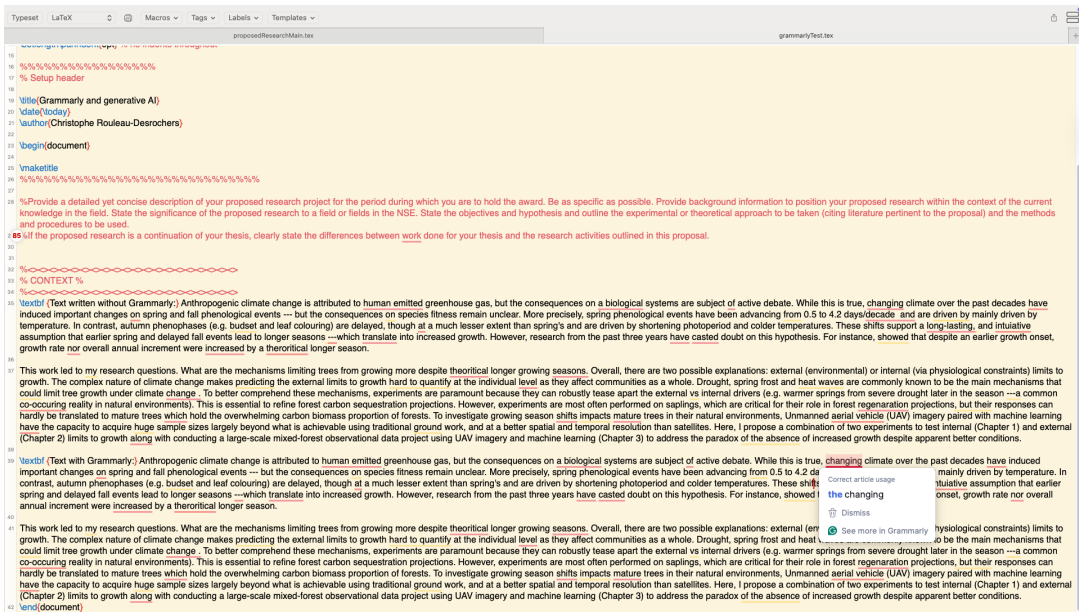 Typeset LaTeX Macros Tags Labels Templates
proposedResearchMain.tex grammarlyTest.tex
15
16 %%%%%%%%%%%%%%%%%
17 % Setup header
18
19 \title{Grammarly and generative AI}
20 \date{\today}
21 \author{Christophe Rouleau-Desrochers}
22
23 \begin{document}
24
25 \maketitle
26 %%%%%%%%%%%%%%%%%%%%%%%%%%%%%%
27
28 %Provide a detailed yet concise description of your proposed research project for the period during which you are to hold the award. Be as specific as possible. Provide background information to position your proposed research within the context of the current
knowledge in the field. State the significance of the proposed research to a field or fields in the NSE. State the objectives and hypothesis and outline the experimental or theoretical approach to be taken (citing literature pertinent to the proposal) and the methods
and procedures to be used.
85 %If the proposed research is a continuation of your thesis, clearly state the differences between work done for your thesis and the research activities outlined in this proposal.
30
31
32
33 % CONTEXT %
34
35 \textbf {Text written without Grammarly:} Anthropogenic climate change is attributed to human emitted greenhouse gas, but the consequences on a biological systems are subject of active debate. While this is true, changing climate over the past decades have
induced important changes on spring and fall phenological events --- but the consequences on species fitness remain unclear. More precisely, spring phenological events have been advancing from 0.5 to 4.2 days/decade and are driven by mainly driven by
temperature. In contrast, autumn phenophases (e.g. budset and leaf colouring) are delayed, though at a much lesser extent than spring's and are driven by shortening photoperiod and colder temperatures. These shifts support a long-lasting, and intuiative
assumption that earlier spring and delayed fall events lead to longer seasons ---which translate into increased growth. However, research from the past three years have casted doubt on this hypothesis. For instance, showed that despite an earlier growth onset,
growth rate nor overall annual increment were increased by a theroritical longer season.
36
37 This work led to my research questions. What are the mechanisms limiting trees from growing more despite theoritical longer growing seasons. Overall, there are two possible explanations: external (environmental) or internal (via physiological constraints) limits to
growth. The complex nature of climate change makes predicting the external limits to growth hard to quantify at the individual level as they affect communities as a whole. Drought, spring frost and heat waves are commonly known to be the main mechanisms that
could limit tree growth under climate change . To better comprehend these mechanisms, experiments are paramount because they can robustly tease apart the external vs internal drivers (e.g. warmer springs from severe drought later in the season ---a common
co-occuring reality in natural environments). This is essential to refine forest carbon sequestration projections. However, experiments are most often performed on saplings, which are critical for their role in forest regenaration projections, but their responses can
hardly be translated to mature trees which hold the overwhelming carbon biomass proportion of forests. To investigate growing season shifts impacts mature trees in their natural environments, Unmanned aerial vehicle (UAV) imagery paired with machine learning
have the capacity to acquire huge sample sizes largely beyond what is achievable using traditional ground work, and at a better spatial and temporal resolution than satellites. Here, I propose a combination of two experiments to test internal (Chapter 1) and external
(Chapter 2) limits to growth along with conducting a large-scale mixed-forest observational data project using UAV imagery and machine learning (Chapter 3) to address the paradox of the absence of increased growth despite apparent better conditions.
38
39 \textbf {Text with Grammarly:} Anthropogenic climate change is attributed to human emitted greenhouse gas, but the consequences on a biological systems are subject of active debate. While this is true, changing climate over the past decades have induced
important changes on spring and fall phenological events --- but the consequences on species fitness remain unclear. More precisely, spring phenological events have been advancing from 0.5 to 4.2 da mainly driven by temperature. In
contrast, autumn phenophases (e.g. budset and leaf colouring) are delayed, though at a much lesser extent than spring's and are driven by shortening photoperiod and colder temperatures. These shifts ntuiative assumption that earlier
spring and delayed fall events lead to longer seasons ---which translate into increased growth. However, research from the past three years have casted doubt on this hypothesis. For instance, showed t onset, growth rate nor overall
annual increment were increased by a theroritical longer season.
Correct article usage
the changing
Dismiss
See more in Grammarly
40
41 This work led to my research questions. What are the mechanisms limiting trees from growing more despite theoritical longer growing seasons. Overall, there are two possible explanations: external (en physiological constraints) limits to
growth. The complex nature of climate change makes predicting the external limits to growth hard to quantify at the individual level as they affect communities as a whole. Drought, spring frost and heat to be the main mechanisms that
could limit tree growth under climate change . To better comprehend these mechanisms, experiments are paramount because they can robustly tease apart the external vs internal drivers (e.g. warmer springs from severe drought later in the season ---a common
co-occuring reality in natural environments). This is essential to refine forest carbon sequestration projections. However, experiments are most often performed on saplings, which are critical for their role in forest regenaration projections, but their responses can
hardly be translated to mature trees which hold the overwhelming carbon biomass proportion of forests. To investigate growing season shifts impacts mature trees in their natural environments, Unmanned aerial vehicle (UAV) imagery paired with machine learning
have the capacity to acquire huge sample sizes largely beyond what is achievable using traditional ground work, and at a better spatial and temporal resolution than satellites. Here, I propose a combination of two experiments to test internal (Chapter 1) and external
(Chapter 2) limits to growth along with conducting a large-scale mixed-forest observational data project using UAV imagery and machine learning (Chapter 3) to address the paradox of the absence of increased growth despite apparent better conditions.
42 \end{document}